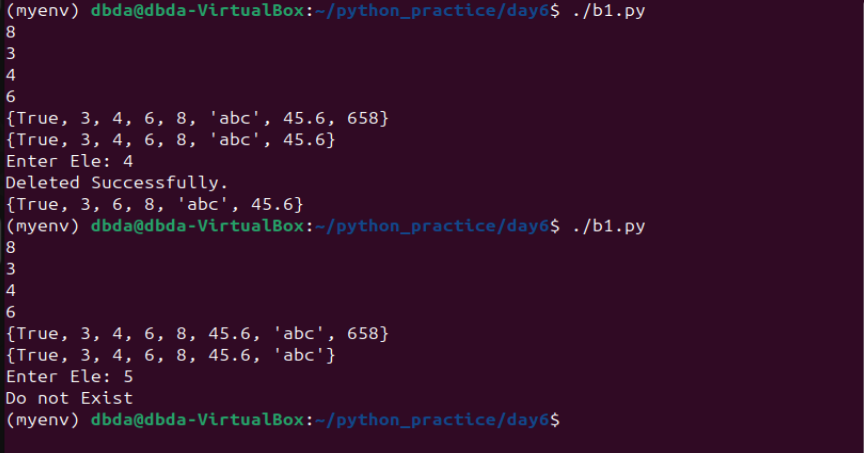 (myenv) dbda@dbda-VirtualBox:~/python_practice/day6$ ./b1.py
8
3
4
6
{True, 3, 4, 6, 8, 'abc', 45.6, 658}
{True, 3, 4, 6, 8, 'abc', 45.6}
Enter Ele: 4
Deleted Successfully.
{True, 3, 6, 8, 'abc', 45.6}
(myenv) dbda@dbda-VirtualBox:~/python_practice/day6$ ./b1.py
8
3
4
6
{True, 3, 4, 6, 8, 45.6, 'abc', 658}
{True, 3, 4, 6, 8, 45.6, 'abc'}
Enter Ele: 5
Do not Exist
(myenv) dbda@dbda-VirtualBox:~/python_practice/day6$